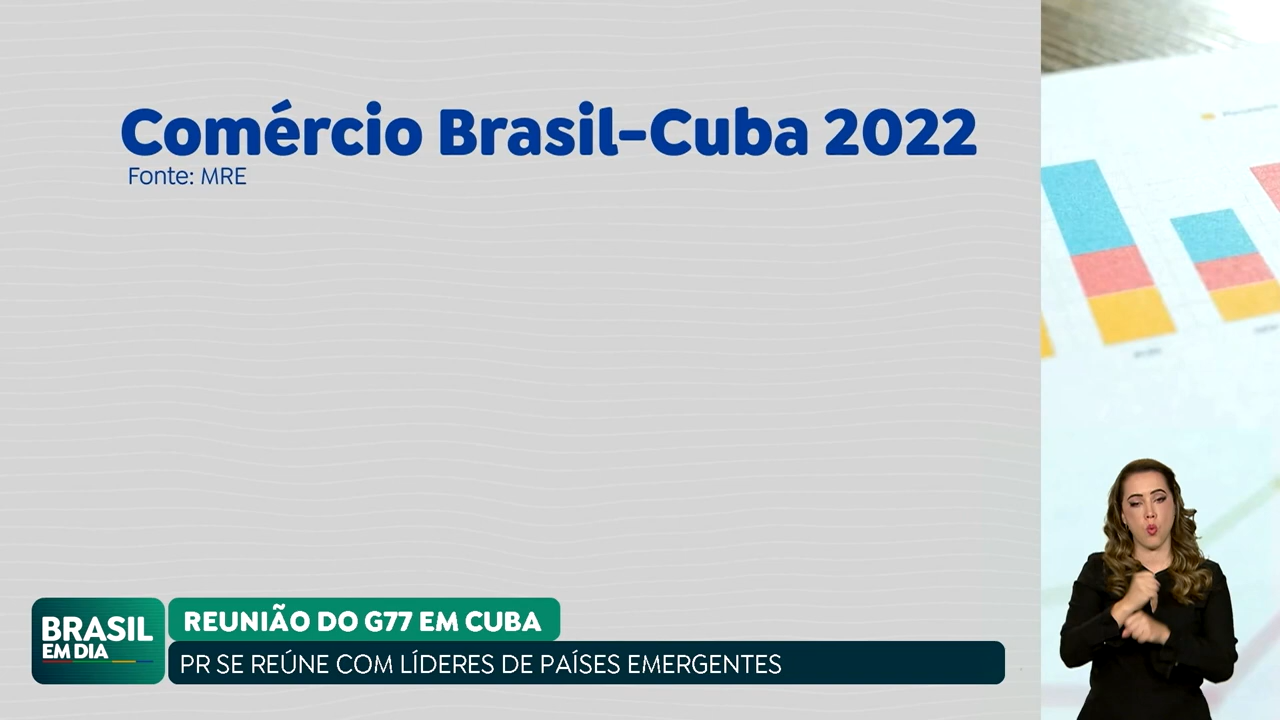 Comércio Brasil-Cuba 2022
Fonte: MRE
BRASIL
EM DIA
REUNIÃO DO G77 EM CUBA
PR SE REÚNE COM LÍDERES DE PAÍSES EMERGENTES